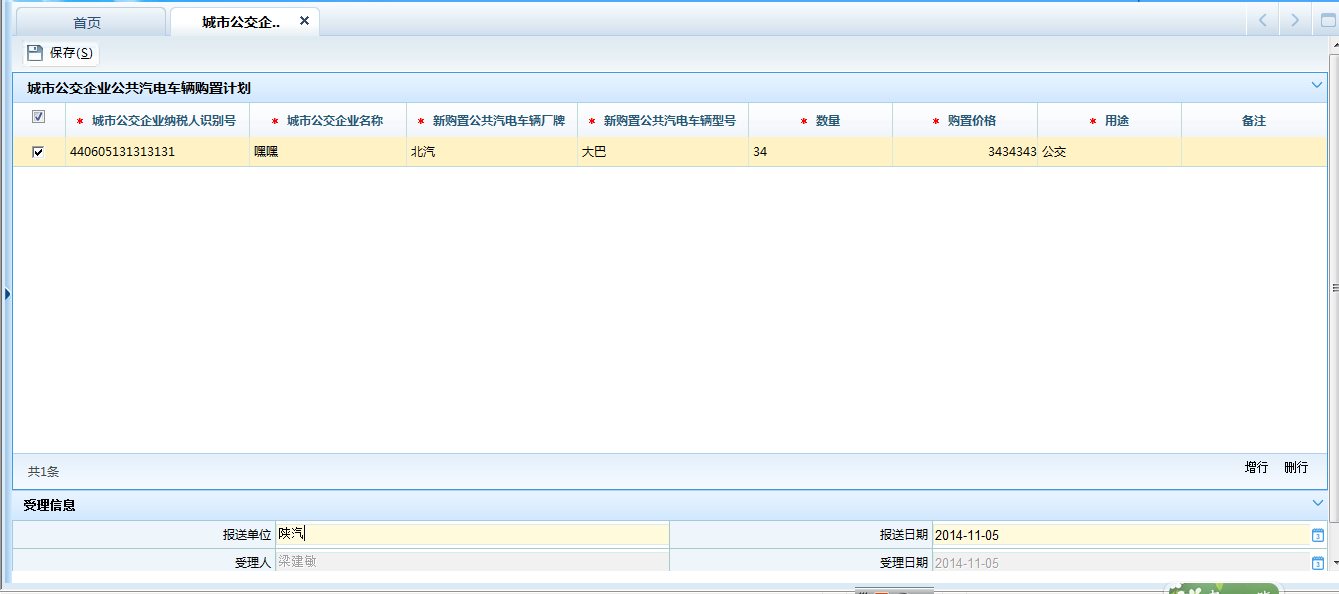 首页
城市公交企..
保存(S)
城市公交企业公共汽电车辆购置计划
* 城市公交企业纳税人识别号 * 城市公交企业名称 * 新购置公共汽电车辆厂牌 * 新购置公共汽电车辆型号 * 数量 * 购置价格 * 用途 备注
440605131313131 嘿嘿 北汽 大巴 34 3434343 公交
共1条 增行 删行
受理信息
报送单位 陕汽 报送日期 2014-11-05
受理人 梁建敏 受理日期 2014-11-05